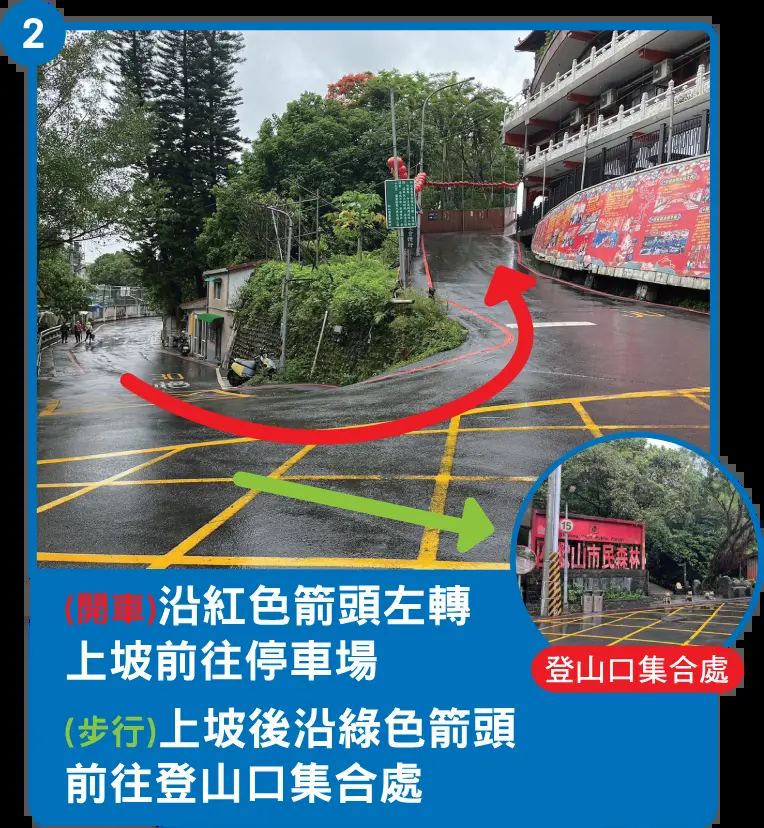 2
15
山市民森林
登山口集合處
(開車)沿紅色箭頭左轉
上坡前往停車場
(步行)上坡後沿綠色箭頭
前往登山口集合處